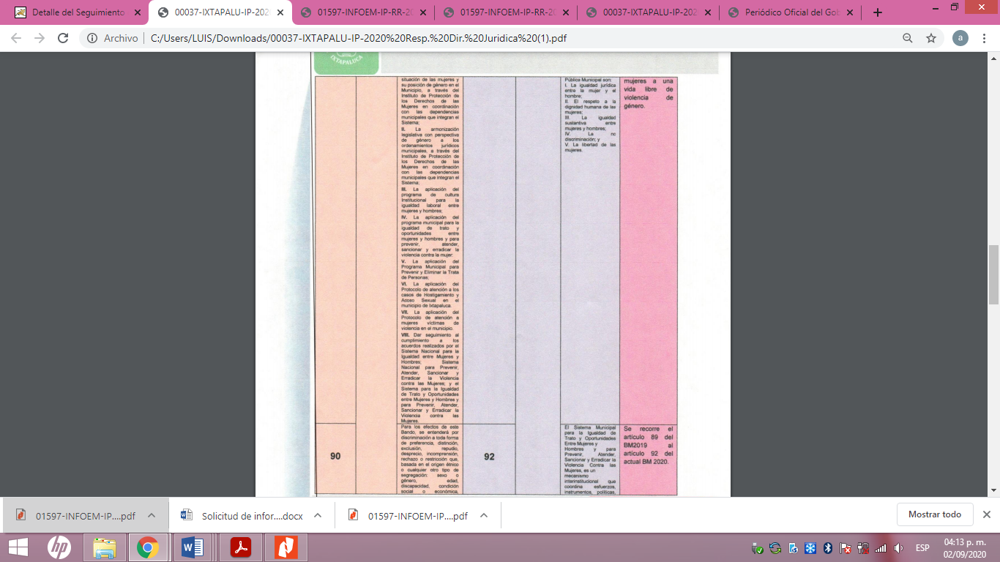 Detalle del Seguimiento
00037-IXTAPALU-IP-202
01597-INFOEM-IP-RR-20
01597-INFOEM-IP-RR-20
00037-IXTAPALU-IP-202
Periódico Oficial del Gob
Archivo
C:/Users/LUIS/Downloads/00037-IXTAPALU-IP-2020%20Resp.%20Dir.%20Juridica%20(1).pdf
a
IXTAPALUCA
situación de las mujeres y
su posición de género en el
Municipio, a través del
Instituto de Protección de
los Derechos de las
Mujeres en coordinación
con las dependencias
municipales que integran el
Sistema;
II. La armonización
legislativa con perspectiva
de género a los
ordenamientos jurídicos
municipales, a través del
Instituto de Protección de
los Derechos de las
Mujeres en coordinación
con las dependencias
municipales que integran el
Sistema;
III. La aplicación del
programa de cultura
Institucional para la
igualdad laboral entre
mujeres y hombres;
IV. La aplicación del
programa municipal para la
igualdad de trato y
oportunidades entre
mujeres y hombres y para
prevenir, atender,
sancionar y erradicar la
violencia contra la mujer;
V. La aplicación del
Programa Municipal para
Prevenir y Eliminar la Trata
de Personas;
VI. La aplicación del
Protocolo de atención a los
casos de Hostigamiento y
Acoso Sexual en el
municipio de Ixtapaluca.
VII. La aplicación del
Protocolo de atención a
mujeres víctimas de
violencia en el municipio.
VIII. Dar seguimiento al
cumplimiento a los
acuerdos realizados por el
Sistema Nacional para la
Igualdad entre Mujeres y
Hombres; Sistema
Nacional para Prevenir,
Atender, Sancionar y
Erradicar la Violencia
contra las Mujeres; y el
Sistema para la Igualdad
de Trato y Oportunidades
entre Mujeres y Hombres y
para Prevenir, Atender,
Sancionar y Erradicar la
Violencia contra las
Mujeres.
Pública Municipal son:
I. La igualdad jurídica
entre la mujer y el
hombre;
II. El respeto a la
dignidad humana de las
mujeres;
III. La igualdad
sustantiva entre
mujeres y hombres;
IV. La no
discriminación; y
V. La libertad de las
mujeres.
mujeres a una
vida libre de
violencia de
género.
90
Para los efectos de este
Bando, se entenderá por
discriminación a toda forma
de preferencia, distinción,
exclusión, repudio,
desprecio, incomprensión,
rechazo o restricción que,
basada en el origen étnico
o cualquier otro tipo de
segregación: sexo o
género, edad,
discapacidad, condición
social o económica,
92
El Sistema Municipal
para la Igualdad de
Trato y Oportunidades
Entre Mujeres y
Hombres y para
Prevenir, Atender,
Sancionar y Erradicar la
Violencia Contra las
Mujeres, es un
mecanismo
interinstitucional que
coordina esfuerzos,
instrumentos, políticas,
Se recorre el
artículo 89 del
BM2019 al
artículo 92 del
actual BM 2020.
01597-INFOEM-IP....pdf
Solicitud de infor....docx
01597-INFOEM-IP....pdf
Mostrar todo
ESP
04:13 p. m.
02/09/2020